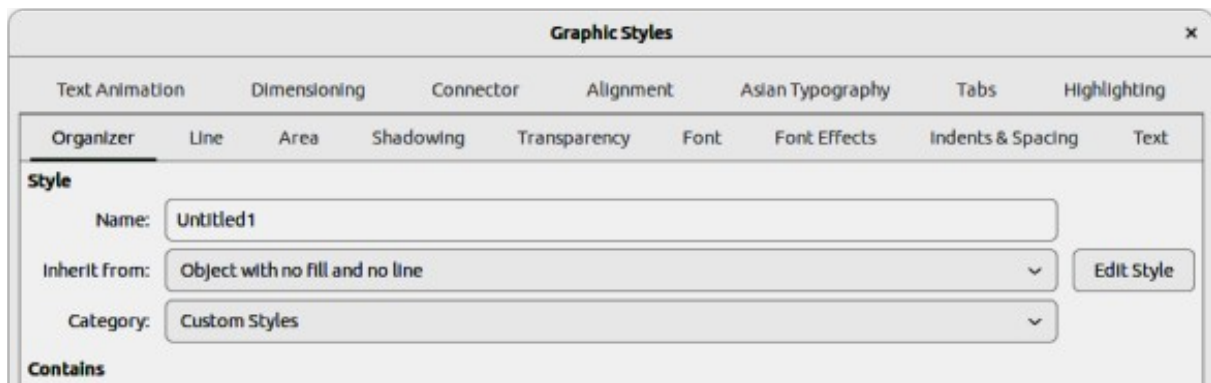 Graphic Styles ×
Text Animation Dimensioning Connector Alignment Asian Typography Tabs Highlighting
Organizer Line Area Shadowing Transparency Font Font Effects Indents & Spacing Text
Style
Name: Untitled1
Inherit from: Object with no fill and no line Edit Style
Category: Custom Styles
Contains